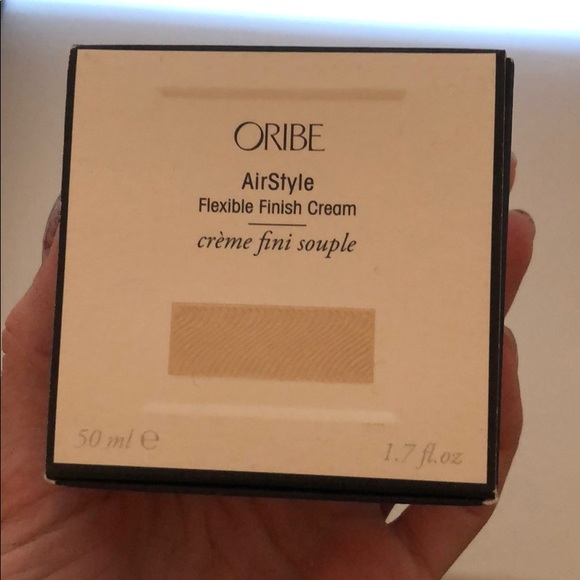 ORIBE
AirStyle
Flexible Finish Cream
crème fini souple
50 ml ℮
1.7 fl.oz